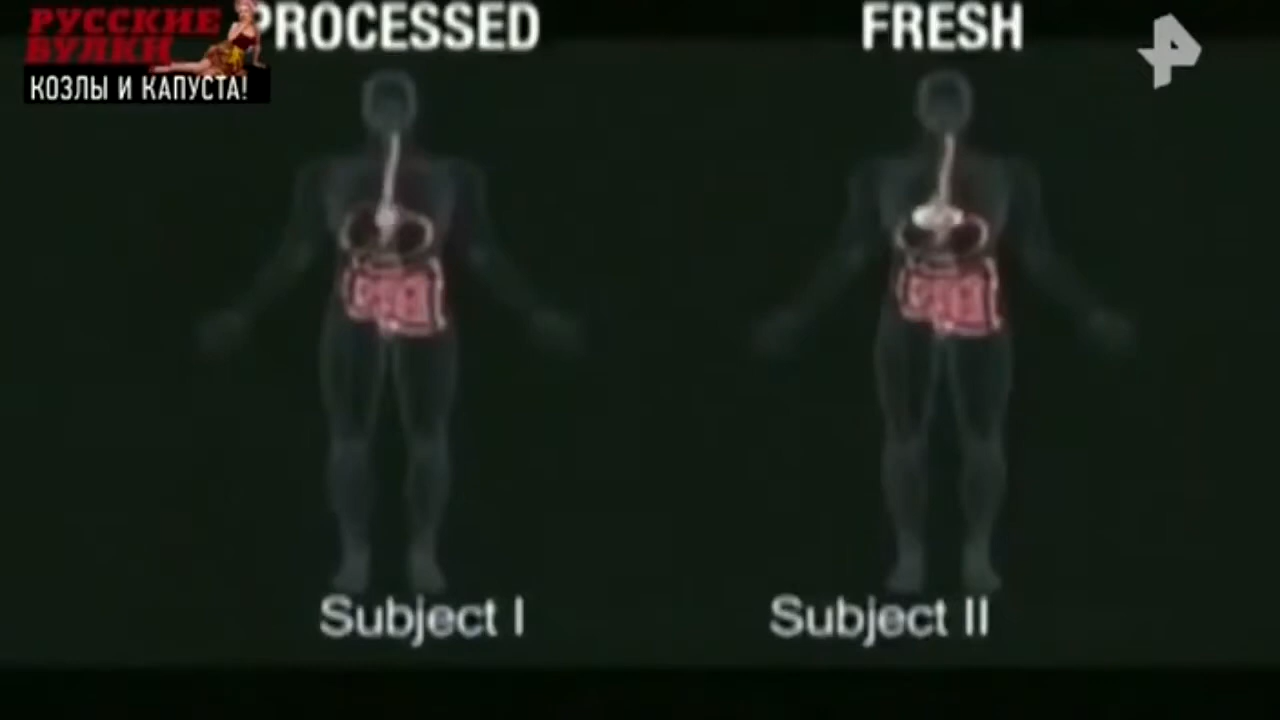 РУССКИЕ
БУЛКИ
КОЗЛЫ И КАПУСТА!
PROCESSED
FRESH
Subject I
Subject II